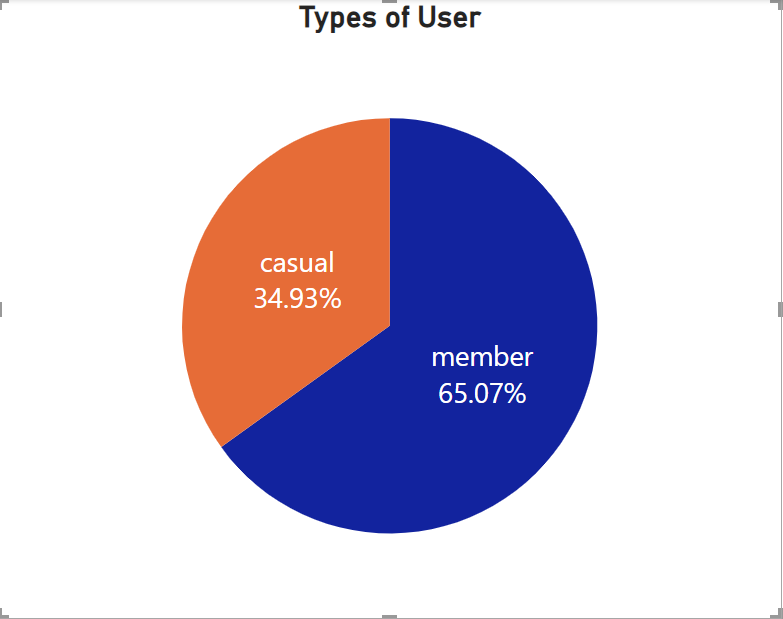 Types of User
casual
34.93%
member
65.07%